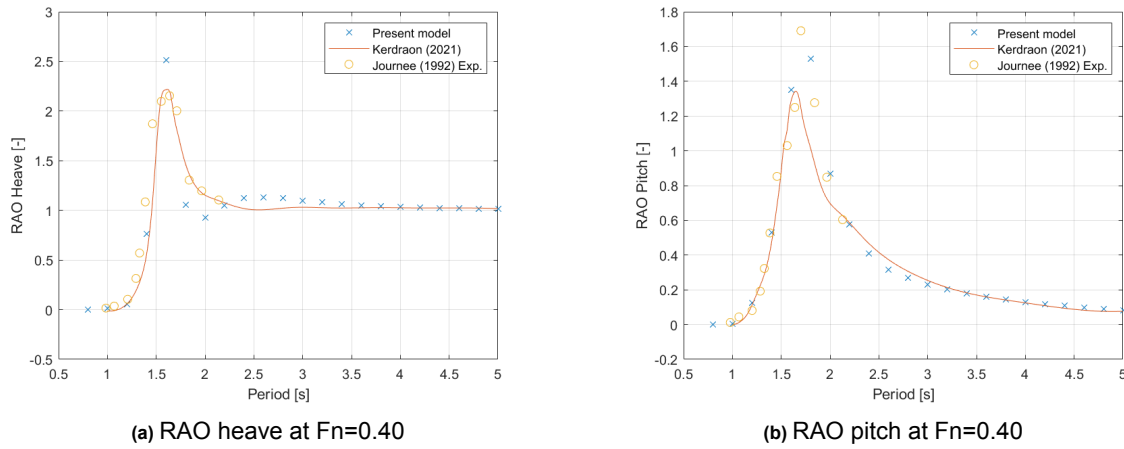 3
2.5
2
1.5
1
0.5
0
-0.5
RAO Heave [-]
Present model
Kerdraon (2021)
Journee (1992) Exp.
0.5 1 1.5 2 2.5 3 3.5 4 4.5 5
Period [s]
(a) RAO heave at Fn=0.40
1.8
1.6
1.4
1.2
1
0.8
0.6
0.4
0.2
0
-0.2
RAO Pitch [-]
Present model
Kerdraon (2021)
Journee (1992) Exp.
0.5 1 1.5 2 2.5 3 3.5 4 4.5 5
Period [s]
(b) RAO pitch at Fn=0.40